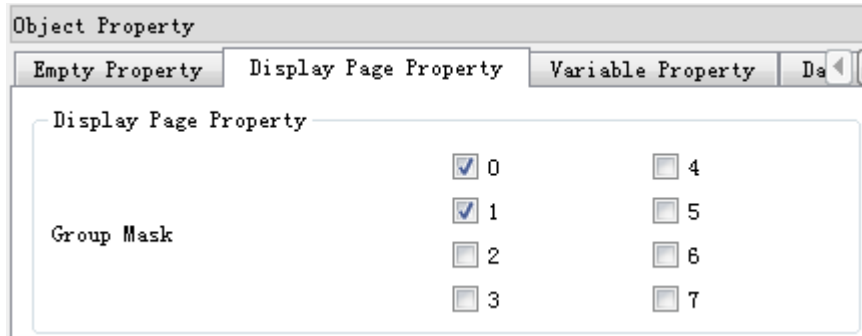 Object Property
Empty Property Display Page Property Variable Property Da
Display Page Property
0 4
1 5
Group Mask
2 6
3 7